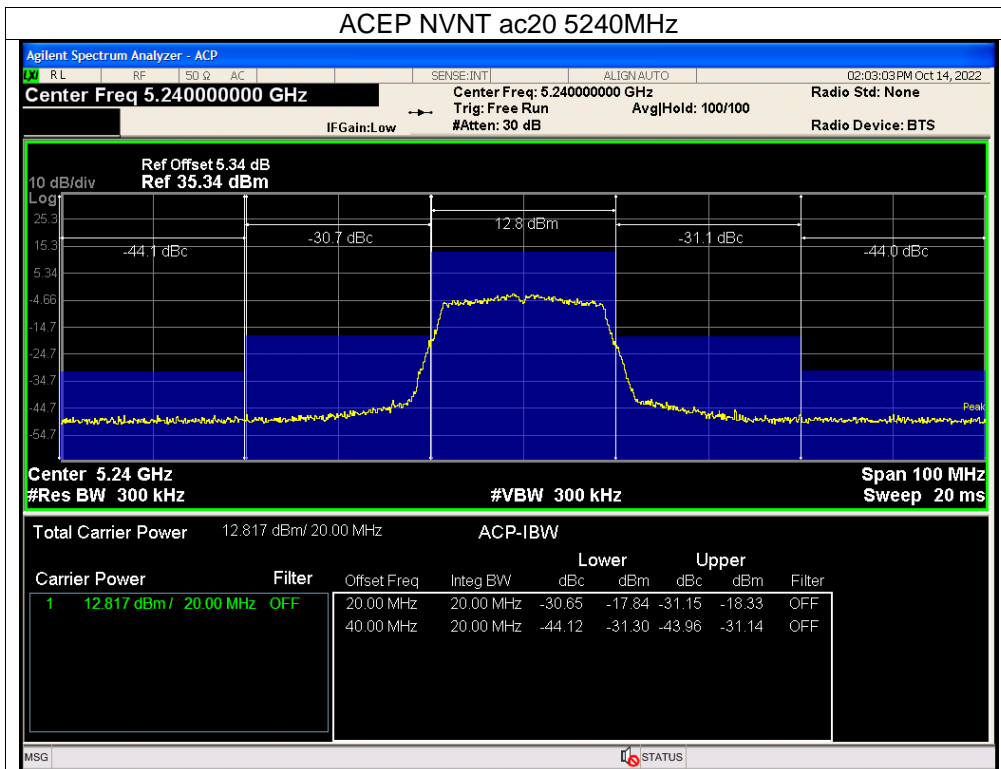 ACEP NVNT ac20 5240MHz
Agilent Spectrum Analyzer - ACP
LXI RL RF 50 Ω AC SENSE:INT ALIGN AUTO 02:03:03 PM Oct 14, 2022
Center Freq 5.240000000 GHz Center Freq: 5.240000000 GHz Radio Std: None
Trig: Free Run Avg|Hold: 100/100
IFGain:Low #Atten: 30 dB Radio Device: BTS
Ref Offset 5.34 dB
10 dB/div Ref 35.34 dBm
Log
25.3
15.3
5.34
-4.66
-14.7
-24.7
-34.7
-44.7
-54.7
-44.1 dBc -30.7 dBc 12.8 dBm -31.1 dBc -44.0 dBc
Peak
Center 5.24 GHz Span 100 MHz
#Res BW 300 kHz #VBW 300 kHz Sweep 20 ms
Total Carrier Power 12.817 dBm/ 20.00 MHz ACP-IBW
Lower Upper
Carrier Power Filter Offset Freq Integ BW dBc dBm dBc dBm Filter
1 12.817 dBm / 20.00 MHz OFF 20.00 MHz 20.00 MHz -30.65 -17.84 -31.15 -18.33 OFF
40.00 MHz 20.00 MHz -44.12 -31.30 -43.96 -31.14 OFF
MSG STATUS